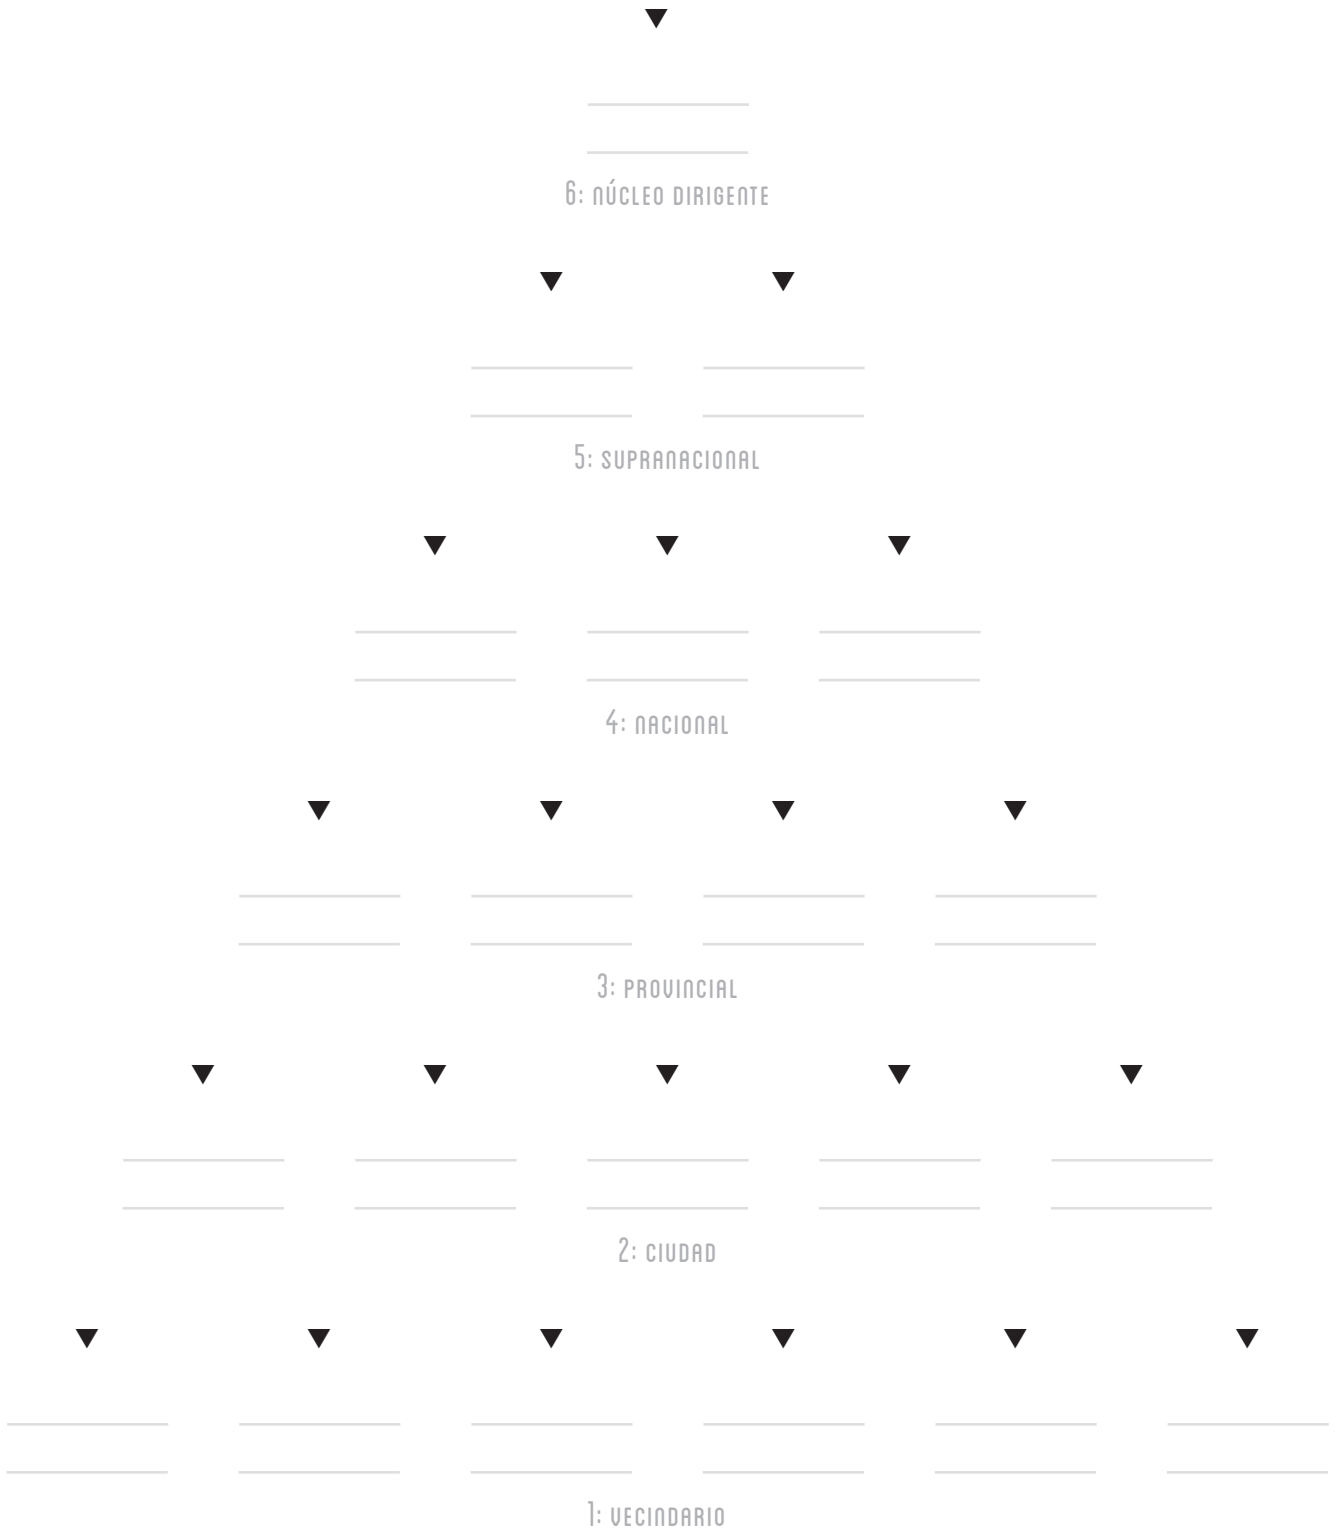 6: NÚCLEO DIRIGENTE
5: SUPRANACIONAL
4: NACIONAL
3: PROVINCIAL
2: CIUDAD
1: VECINDARIO